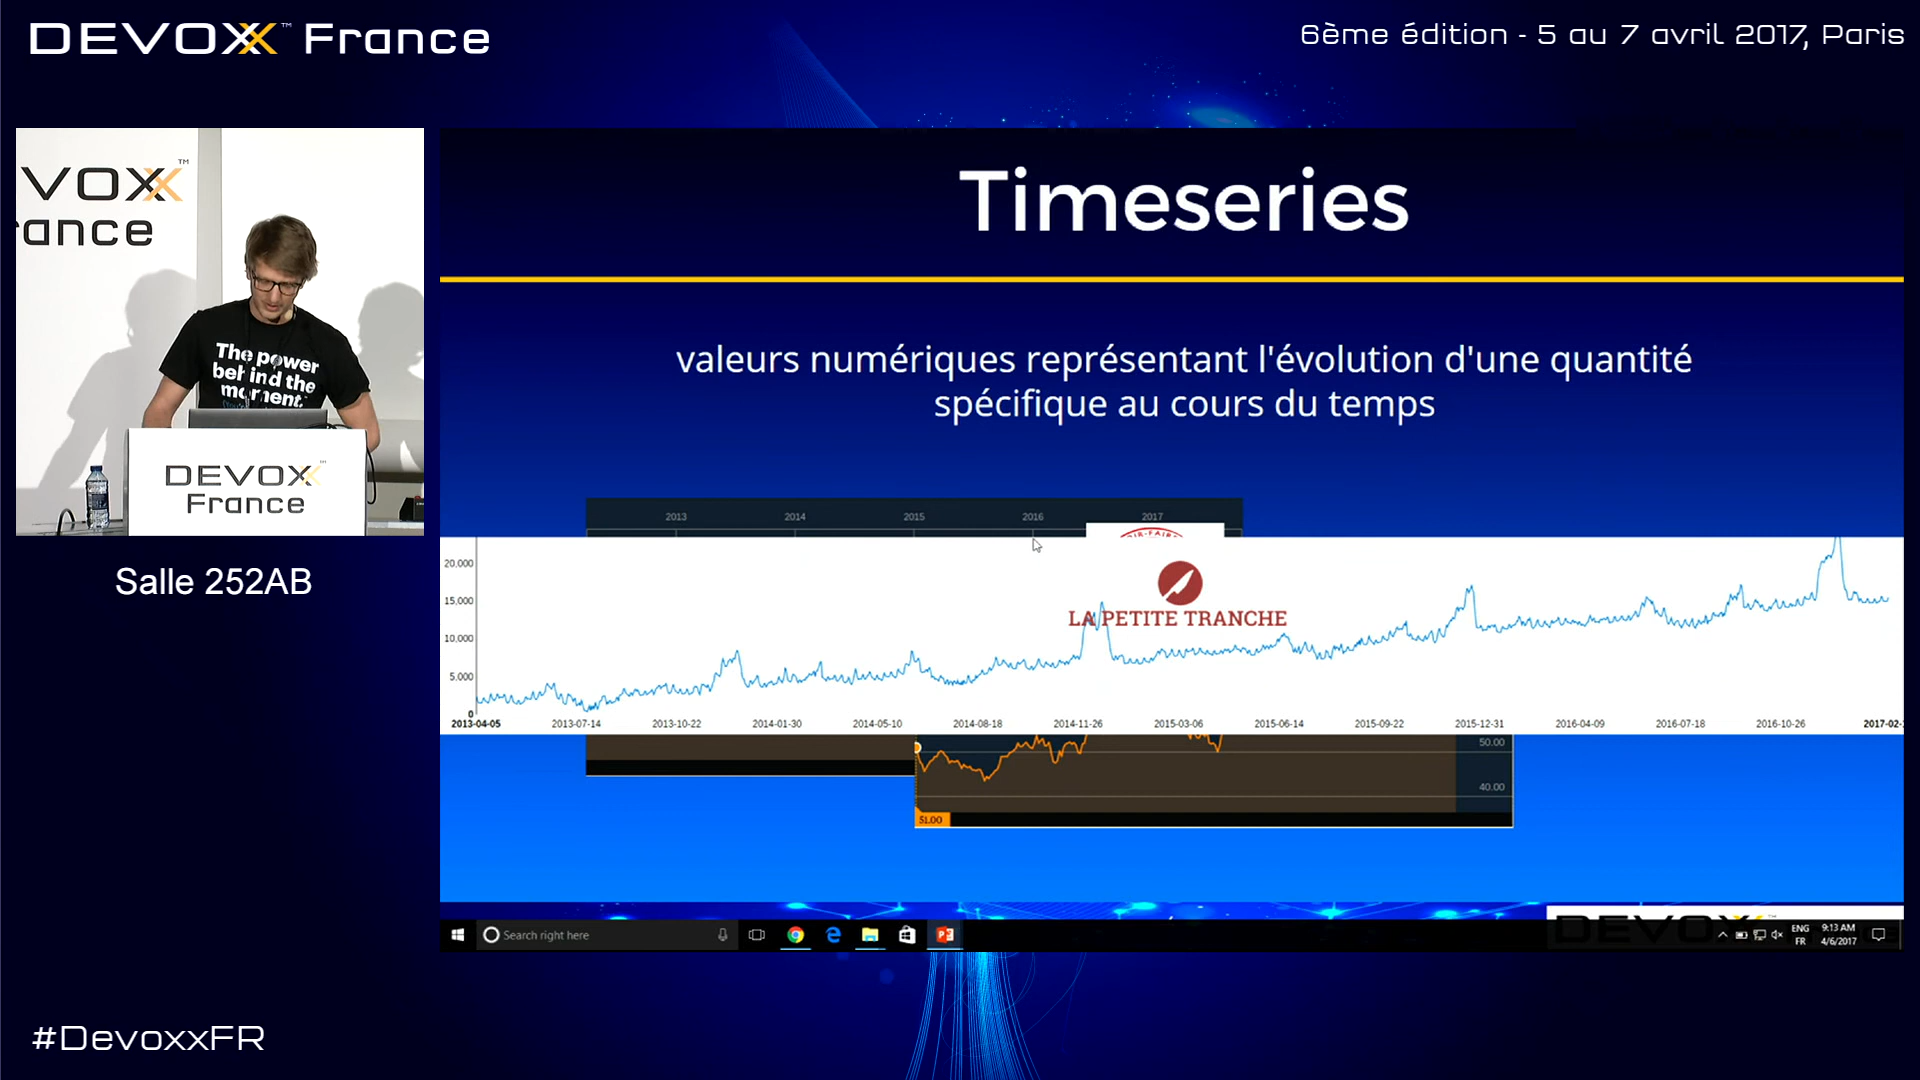 DEVOXX™ France
6ème édition - 5 au 7 avril 2017, Paris
VOXX™
ance
The power
behind the
moment.
DEVOXX
France
Salle 252AB
#DevoxxFR
Timeseries
valeurs numériques représentant l'évolution d'une quantité
spécifique au cours du temps
2013 2014 2015 2016 2017
LA PETITE TRANCHE
20.000
15.000
10.000
5.000
0
2013-04-05 2013-07-14 2013-10-22 2014-01-30 2014-05-10 2014-08-18 2014-11-26 2015-03-06 2015-06-14 2015-09-22 2015-12-31 2016-04-09 2016-07-18 2016-10-26 2017-02-
50.00
40.00
51.00
Search right here
DEVOXX
ENG
FR
9:13 AM
4/6/2017